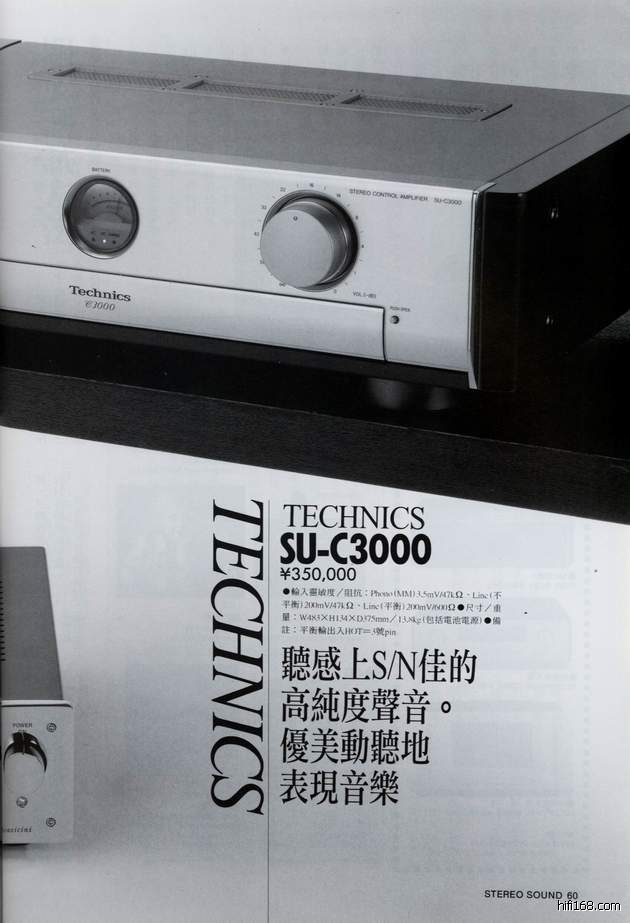 BATTERY
STEREO CONTROL AMPLIFIER SU-C3000
VOL.(-dB)
PUSH OPEN
Technics
C3000
TECHNICS
TECHNICS
SU-C3000
¥350,000
●輸入靈敏度／阻抗：Phono(MM)3.5mV/47kΩ、Line(不
平衡)200mV/47kΩ、Line(平衡)200mV/600Ω●尺寸／重
量：W483×H134×D375mm／13.8kg(包括電池電源)●備
註：平衡輸出入HOT＝3號pin
聽感上S/N佳的
高純度聲音。
優美動聽地
表現音樂
POWER
STEREO SOUND 60
hifi168.com